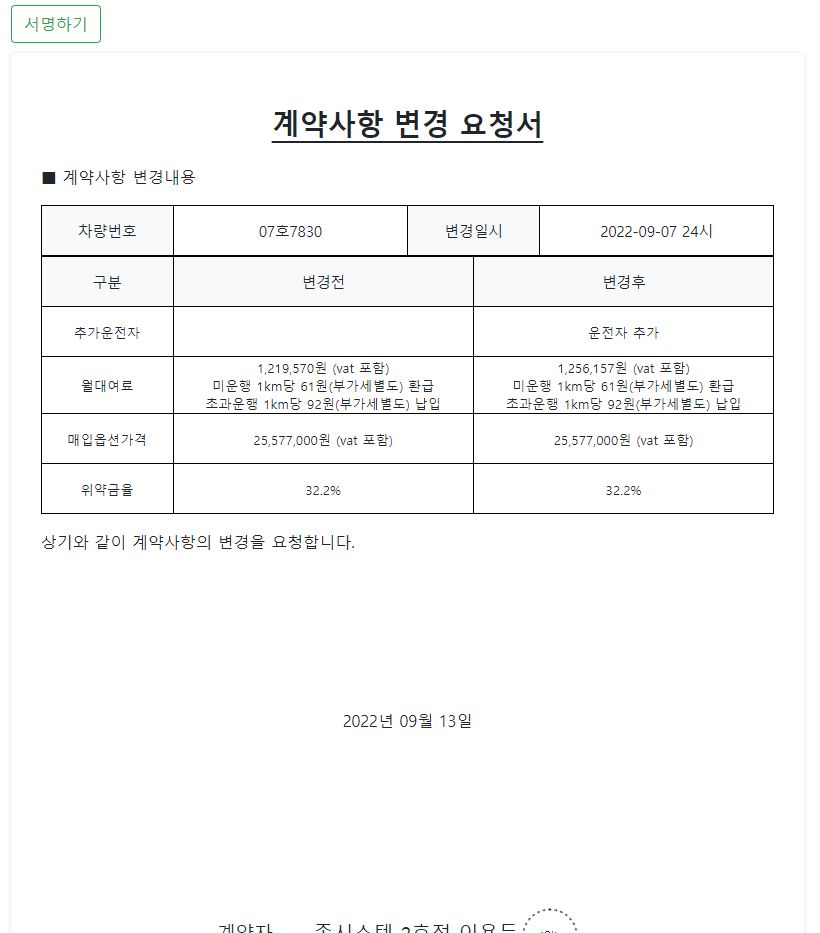 서명하기
계약사항 변경 요청서
■ 계약사항 변경내용
차량번호 07호7830 변경일시 2022-09-07 24시
구분 변경전 변경후
추가운전자 운전자 추가
월대여료 1,219,570원 (vat 포함) 1,256,157원 (vat 포함)
미운행 1km당 61원(부가세별도) 환급 미운행 1km당 61원(부가세별도) 환급
초과운행 1km당 92원(부가세별도) 납입 초과운행 1km당 92원(부가세별도) 납입
매입옵션가격 25,577,000원 (vat 포함) 25,577,000원 (vat 포함)
위약금율 32.2% 32.2%
상기와 같이 계약사항의 변경을 요청합니다.
2022년 09월 13일
계약자